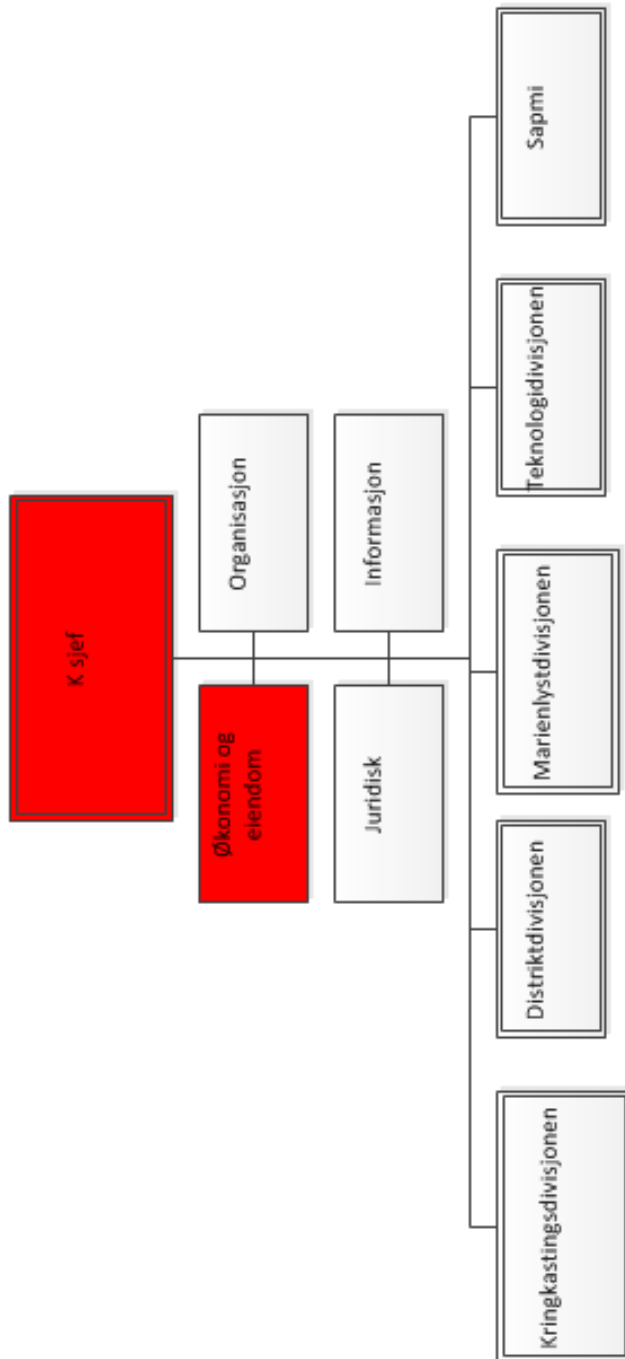 K sjef
Økonomi og
eiendom
Organisasjon
Juridisk
Informasjon
Kringkastingsdivisjonen
Distriktdivisjonen
Marienlystdivisjonen
Teknologidivisjonen
Sapmi